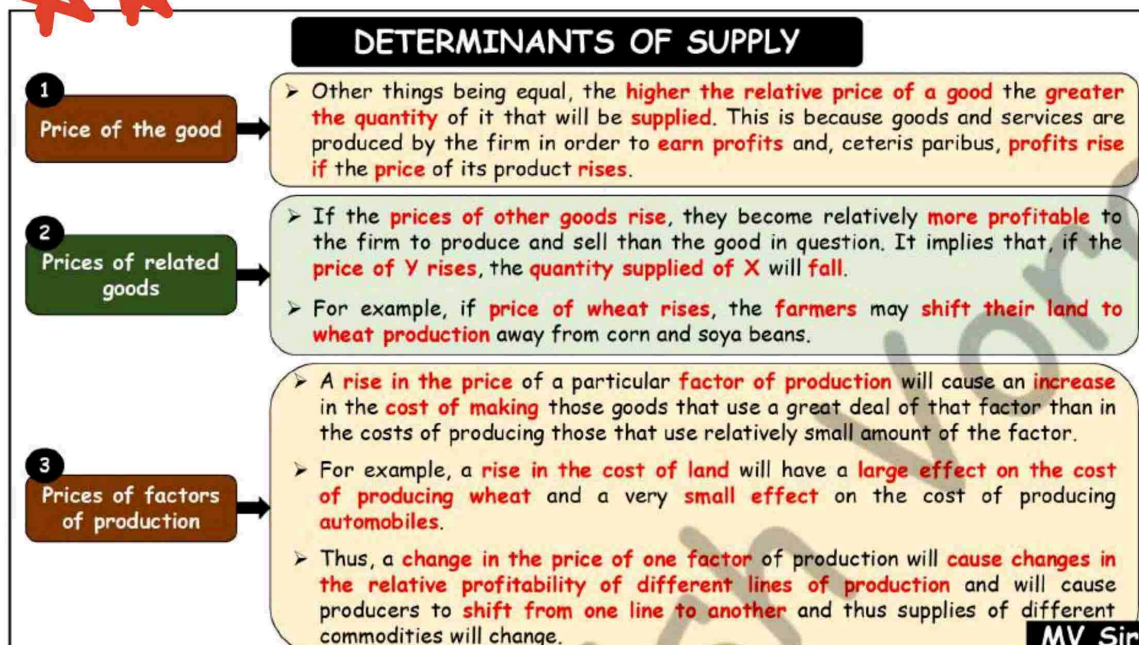 DETERMINANTS OF SUPPLY
1
Price of the good
➤ Other things being equal, the higher the relative price of a good the greater
the quantity of it that will be supplied. This is because goods and services are
produced by the firm in order to earn profits and, ceteris paribus, profits rise
if the price of its product rises.
2
Prices of related
goods
➤ If the prices of other goods rise, they become relatively more profitable to
the firm to produce and sell than the good in question. It implies that, if the
price of Y rises, the quantity supplied of X will fall.
➤ For example, if price of wheat rises, the farmers may shift their land to
wheat production away from corn and soya beans.
3
Prices of factors
of production
➤ A rise in the price of a particular factor of production will cause an increase
in the cost of making those goods that use a great deal of that factor than in
the costs of producing those that use relatively small amount of the factor.
➤ For example, a rise in the cost of land will have a large effect on the cost
of producing wheat and a very small effect on the cost of producing
automobiles.
➤ Thus, a change in the price of one factor of production will cause changes in
the relative profitability of different lines of production and will cause
producers to shift from one line to another and thus supplies of different
commodities will change.
MV Sir